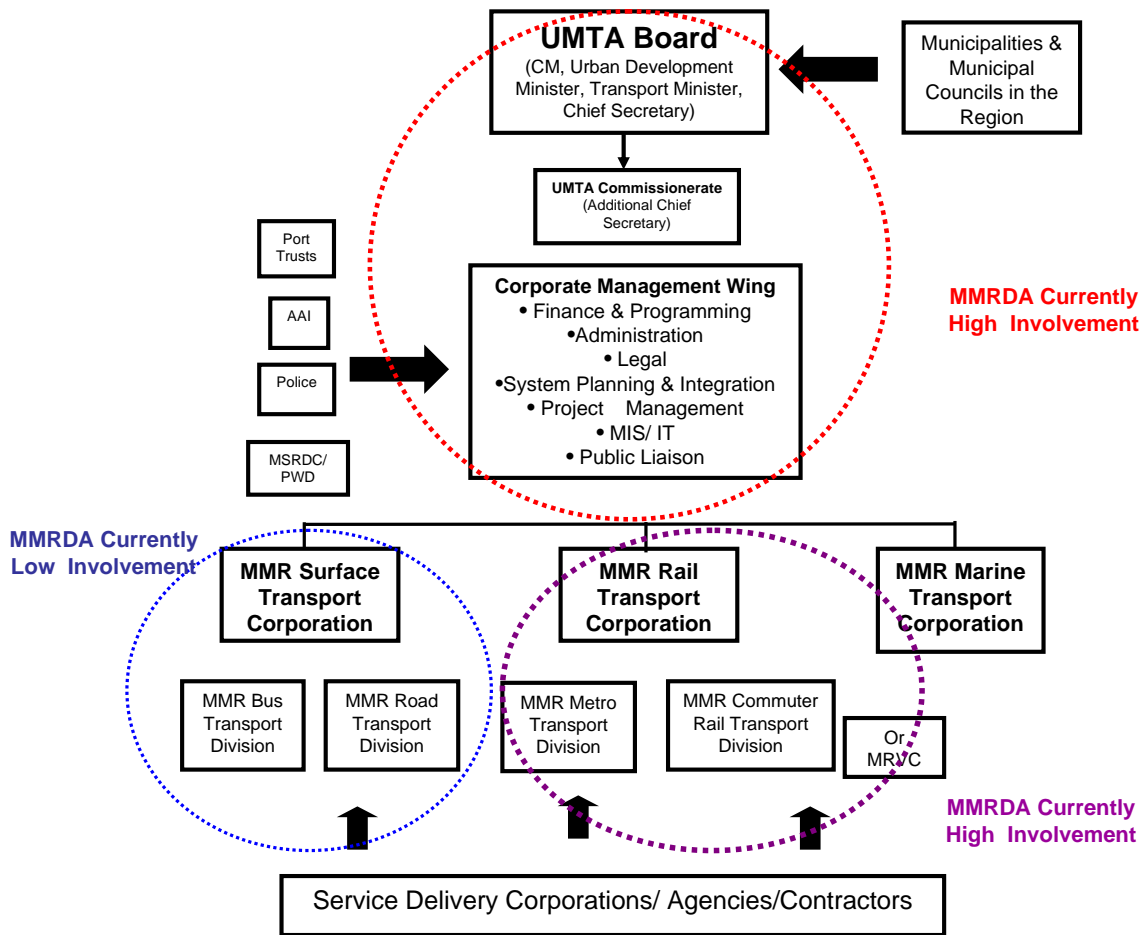 UMTA Board
(CM, Urban Development
Minister, Transport Minister,
Chief Secretary)
Municipalities &
Municipal
Councils in the
Region
UMTA Commissionerate
(Additional Chief
Secretary)
Port
Trusts
AAI
Police
MSRDC/
PWD
Corporate Management Wing
• Finance & Programming
•Administration
• Legal
•System Planning & Integration
• Project Management
• MIS/ IT
• Public Liaison
MMRDA Currently
High Involvement
MMRDA Currently
Low Involvement
MMR Surface
Transport
Corporation
MMR Rail
Transport
Corporation
MMR Marine
Transport
Corporation
MMR Bus
Transport
Division
MMR Road
Transport
Division
MMR Metro
Transport
Division
MMR Commuter
Rail Transport
Division
Or
MRVC
MMRDA Currently
High Involvement
Service Delivery Corporations/ Agencies/Contractors